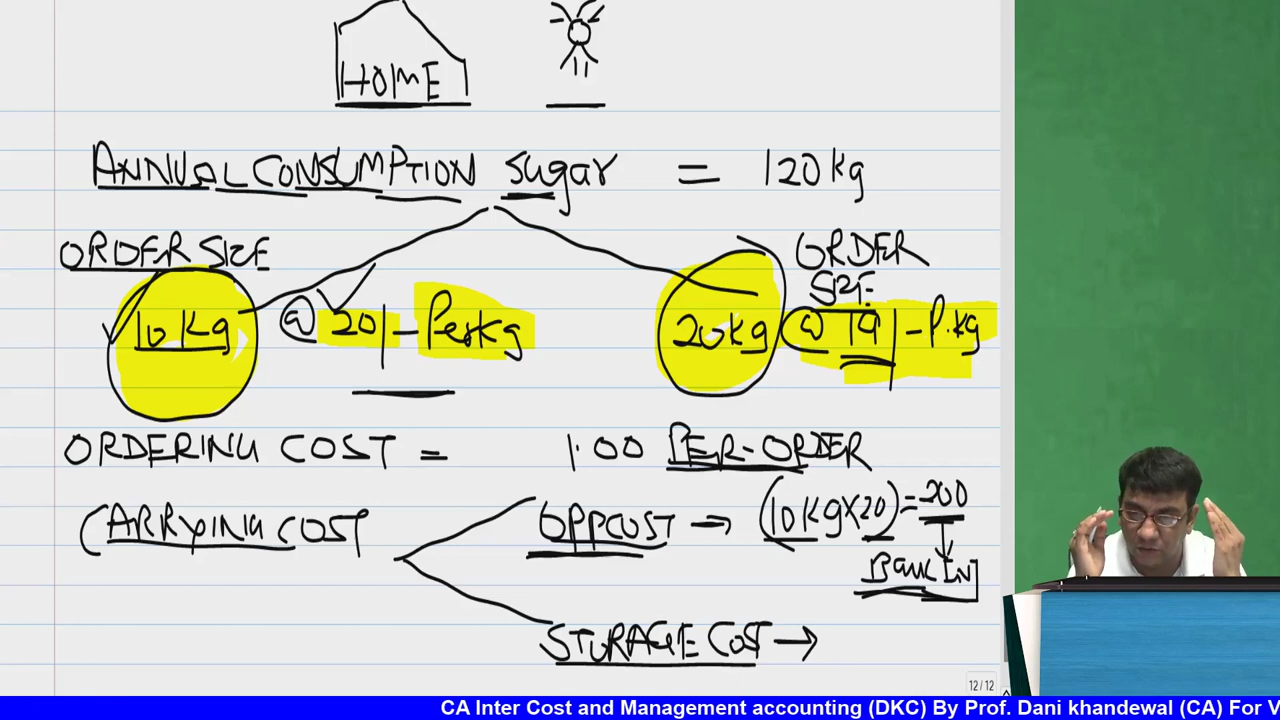 HOME
ANNUAL CONSUMPTION sugar = 120 kg
ORDER SIZE
10 Kg @ 20/- Per kg
ORDER SIZE
20 kg @ 19/- P.kg
ORDERING COST = 1.00 PER-ORDER
CARRYING COST
OPP COST → (10 Kg × 20) = 200
Bank IN
STORAGE COST →
12/12
CA Inter Cost and Management accounting (DKC) By Prof. Dani khandewal (CA) For V